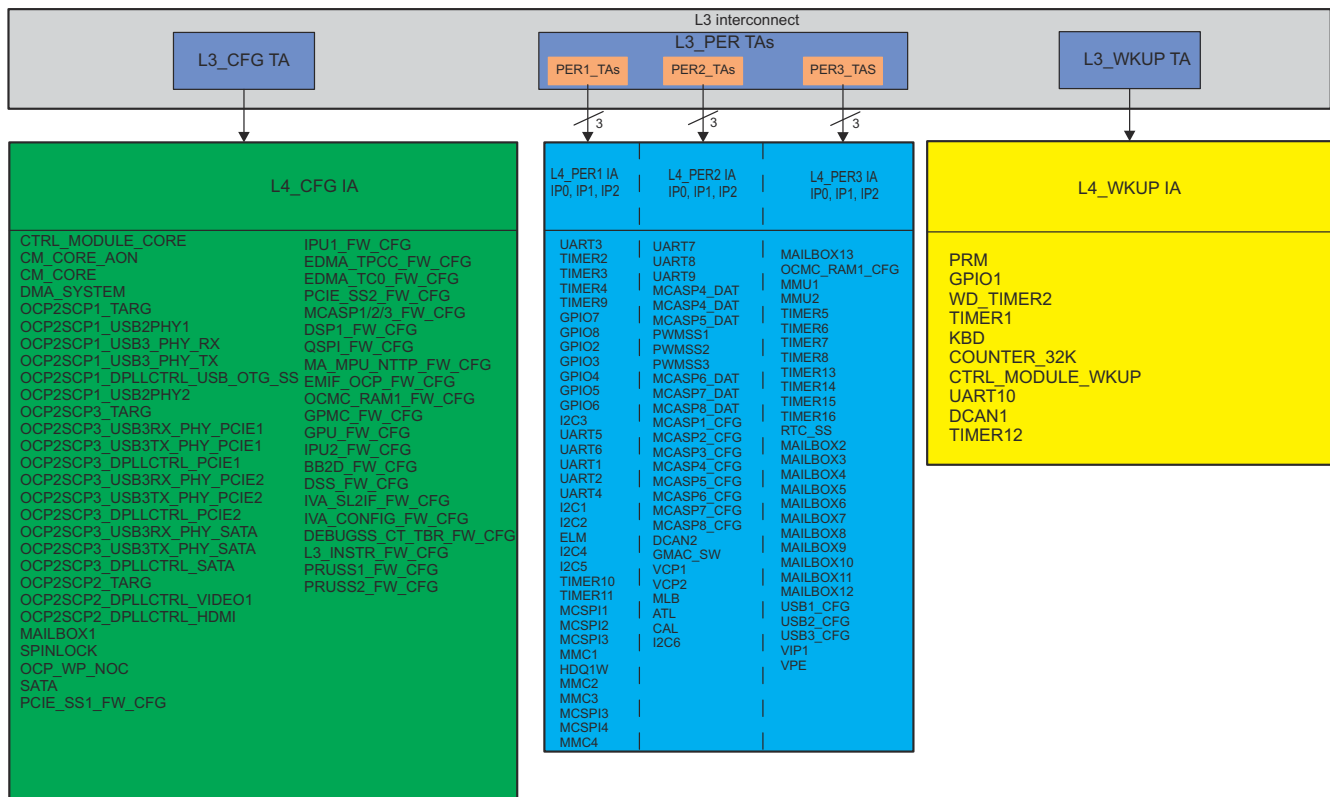 L3 interconnect
L3_CFG TA
L3_PER TAs
PER1_TAs
PER2_TAs
PER3_TAS
L3_WKUP TA
3
3
3
L4_CFG IA
CTRL_MODULE_CORE
CM_CORE_AON
CM_CORE
DMA_SYSTEM
OCP2SCP1_TARG
OCP2SCP1_USB2PHY1
OCP2SCP1_USB3_PHY_RX
OCP2SCP1_USB3_PHY_TX
OCP2SCP1_DPLLCTRL_USB_OTG_SS
OCP2SCP1_USB2PHY2
OCP2SCP3_TARG
OCP2SCP3_USB3RX_PHY_PCIE1
OCP2SCP3_USB3TX_PHY_PCIE1
OCP2SCP3_DPLLCTRL_PCIE1
OCP2SCP3_USB3RX_PHY_PCIE2
OCP2SCP3_USB3TX_PHY_PCIE2
OCP2SCP3_DPLLCTRL_PCIE2
OCP2SCP3_USB3RX_PHY_SATA
OCP2SCP3_USB3TX_PHY_SATA
OCP2SCP3_DPLLCTRL_SATA
OCP2SCP2_TARG
OCP2SCP2_DPLLCTRL_VIDEO1
OCP2SCP2_DPLLCTRL_HDMI
MAILBOX1
SPINLOCK
OCP_WP_NOC
SATA
PCIE_SS1_FW_CFG
IPU1_FW_CFG
EDMA_TPCC_FW_CFG
EDMA_TC0_FW_CFG
PCIE_SS2_FW_CFG
MCASP1/2/3_FW_CFG
DSP1_FW_CFG
QSPI_FW_CFG
MA_MPU_NTTP_FW_CFG
EMIF_OCP_FW_CFG
OCMC_RAM1_FW_CFG
GPMC_FW_CFG
GPU_FW_CFG
IPU2_FW_CFG
BB2D_FW_CFG
DSS_FW_CFG
IVA_SL2IF_FW_CFG
IVA_CONFIG_FW_CFG
DEBUGSS_CT_TBR_FW_CFG
L3_INSTR_FW_CFG
PRUSS1_FW_CFG
PRUSS2_FW_CFG
L4_PER1 IA
IP0, IP1, IP2
UART3
TIMER2
TIMER3
TIMER4
TIMER9
GPIO7
GPIO8
GPIO2
GPIO3
GPIO4
GPIO5
GPIO6
I2C3
UART5
UART6
UART1
UART2
UART4
I2C1
I2C2
ELM
I2C4
I2C5
TIMER10
TIMER11
MCSPI1
MCSPI2
MCSPI3
MMC1
HDQ1W
MMC2
MMC3
MCSPI3
MCSPI4
MMC4
L4_PER2 IA
IP0, IP1, IP2
UART7
UART8
UART9
MCASP4_DAT
MCASP4_DAT
MCASP5_DAT
PWMSS1
PWMSS2
PWMSS3
MCASP6_DAT
MCASP7_DAT
MCASP8_DAT
MCASP1_CFG
MCASP2_CFG
MCASP3_CFG
MCASP4_CFG
MCASP5_CFG
MCASP6_CFG
MCASP7_CFG
MCASP8_CFG
DCAN2
GMAC_SW
VCP1
VCP2
MLB
ATL
CAL
I2C6
L4_PER3 IA
IP0, IP1, IP2
MAILBOX13
OCMC_RAM1_CFG
MMU1
MMU2
TIMER5
TIMER6
TIMER7
TIMER8
TIMER13
TIMER14
TIMER15
TIMER16
RTC_SS
MAILBOX2
MAILBOX3
MAILBOX4
MAILBOX5
MAILBOX6
MAILBOX7
MAILBOX8
MAILBOX9
MAILBOX10
MAILBOX11
MAILBOX12
USB1_CFG
USB2_CFG
USB3_CFG
VIP1
VPE
L4_WKUP IA
PRM
GPIO1
WD_TIMER2
TIMER1
KBD
COUNTER_32K
CTRL_MODULE_WKUP
UART10
DCAN1
TIMER12